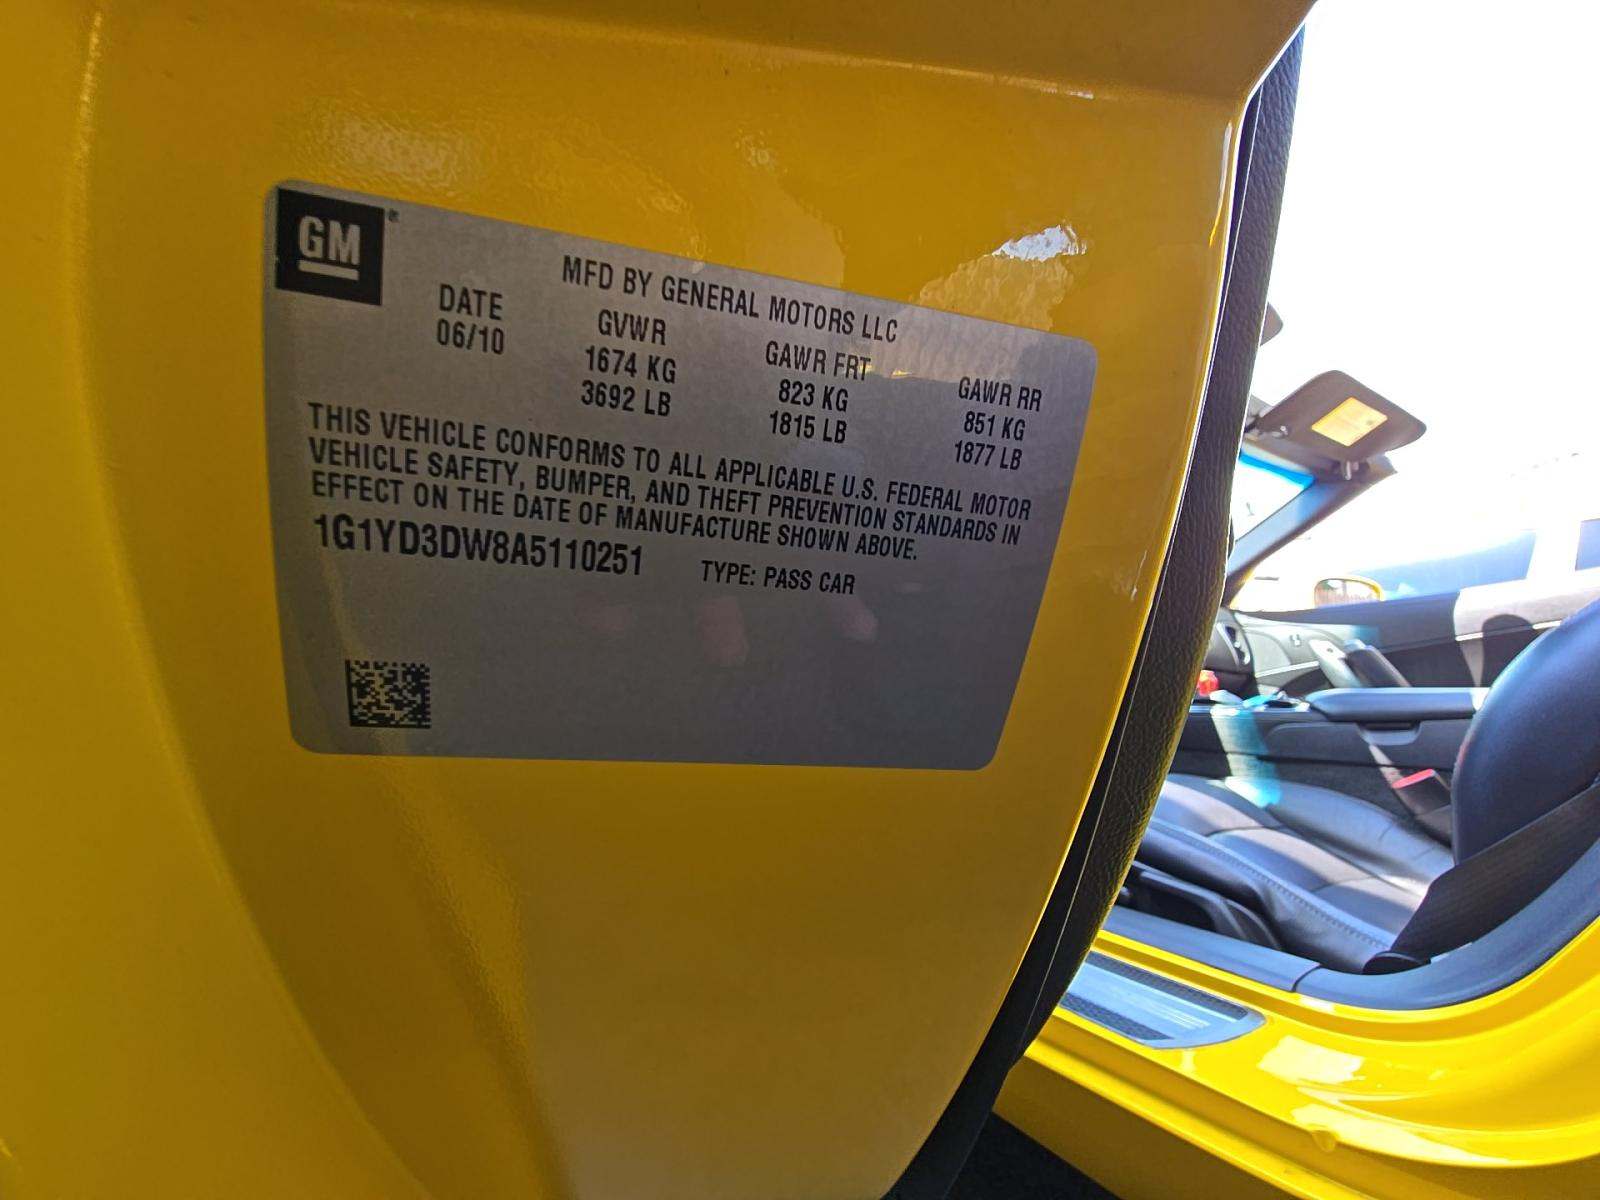 GM®
MFD BY GENERAL MOTORS LLC
DATE GVWR GAWR FRT GAWR RR
06/10 1674 KG 823 KG 851 KG
3692 LB 1815 LB 1877 LB
THIS VEHICLE CONFORMS TO ALL APPLICABLE U.S. FEDERAL MOTOR
VEHICLE SAFETY, BUMPER, AND THEFT PREVENTION STANDARDS IN
EFFECT ON THE DATE OF MANUFACTURE SHOWN ABOVE.
1G1YD3DW8A5110251 TYPE: PASS CAR